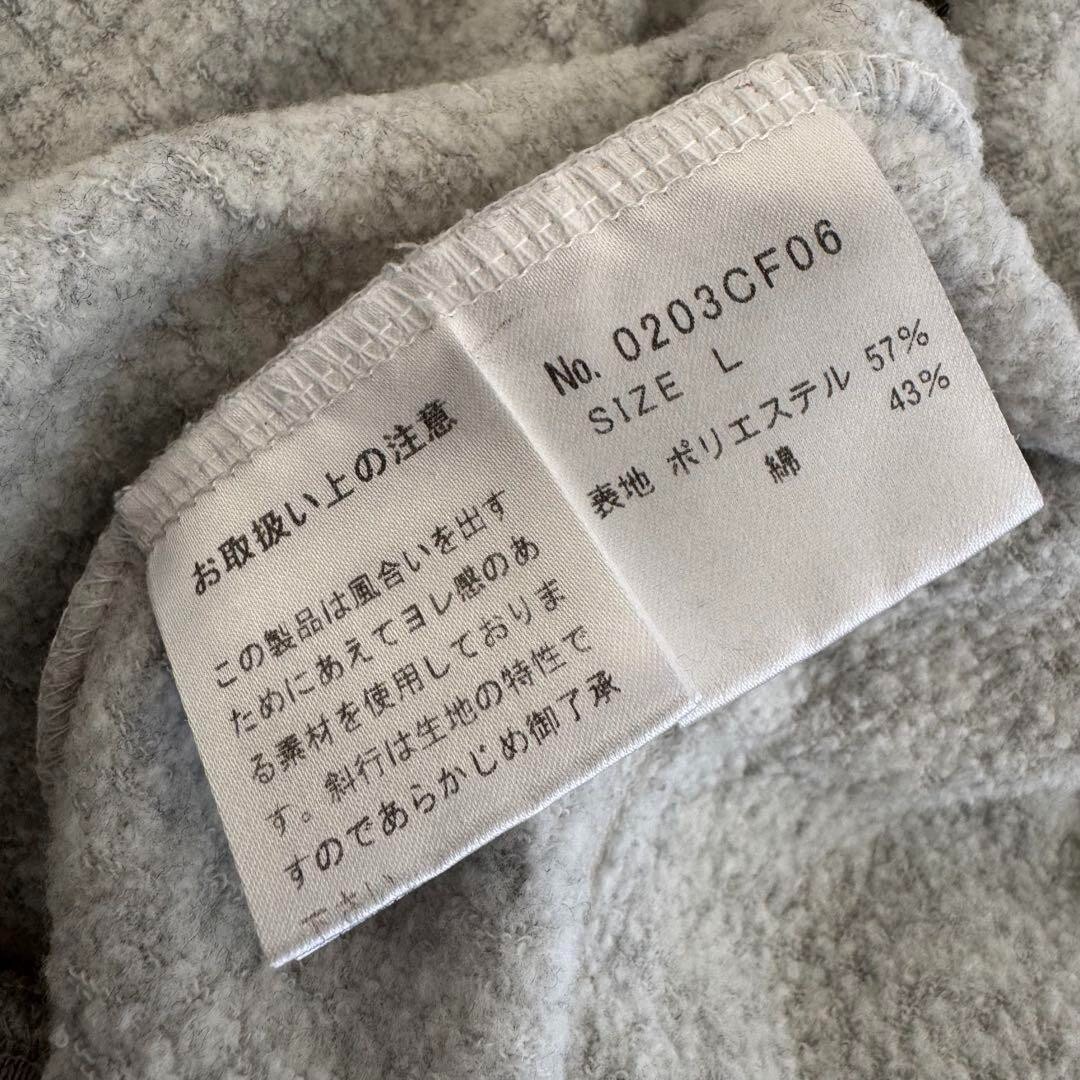 お取扱い上の注意
この製品は風合いを出す
ためにあえてヨレ感のあ
る素材を使用しておりま
す。斜行は生地の特性で
すのであらかじめ御了承
下さい
No. 0203CF06
SIZE L
表地 ポリエステル 57%
綿 43%